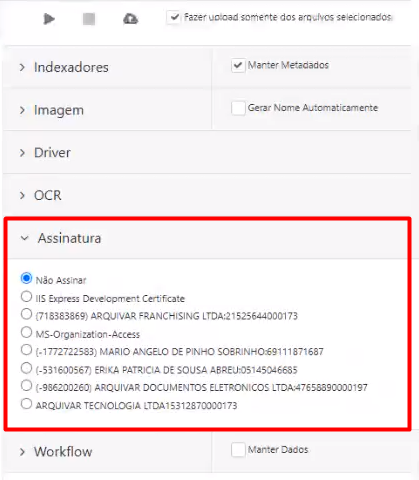 Fazer upload somente dos arquivos selecionados
Indexadores
Manter Metadados
Imagem
Gerar Nome Automaticamente
Driver
OCR
Assinatura
Não Assinar
IIS Express Development Certificate
(718383869) ARQUIVAR FRANCHISING LTDA:21525644000173
MS-Organization-Access
(-1772722583) MARIO ANGELO DE PINHO SOBRINHO:69111871687
(-531600567) ERIKA PATRICIA DE SOUSA ABREU:05145046685
(-986200260) ARQUIVAR DOCUMENTOS ELETRONICOS LTDA:47658890000197
ARQUIVAR TECNOLOGIA LTDA15312870000173
Workflow
Manter Dados